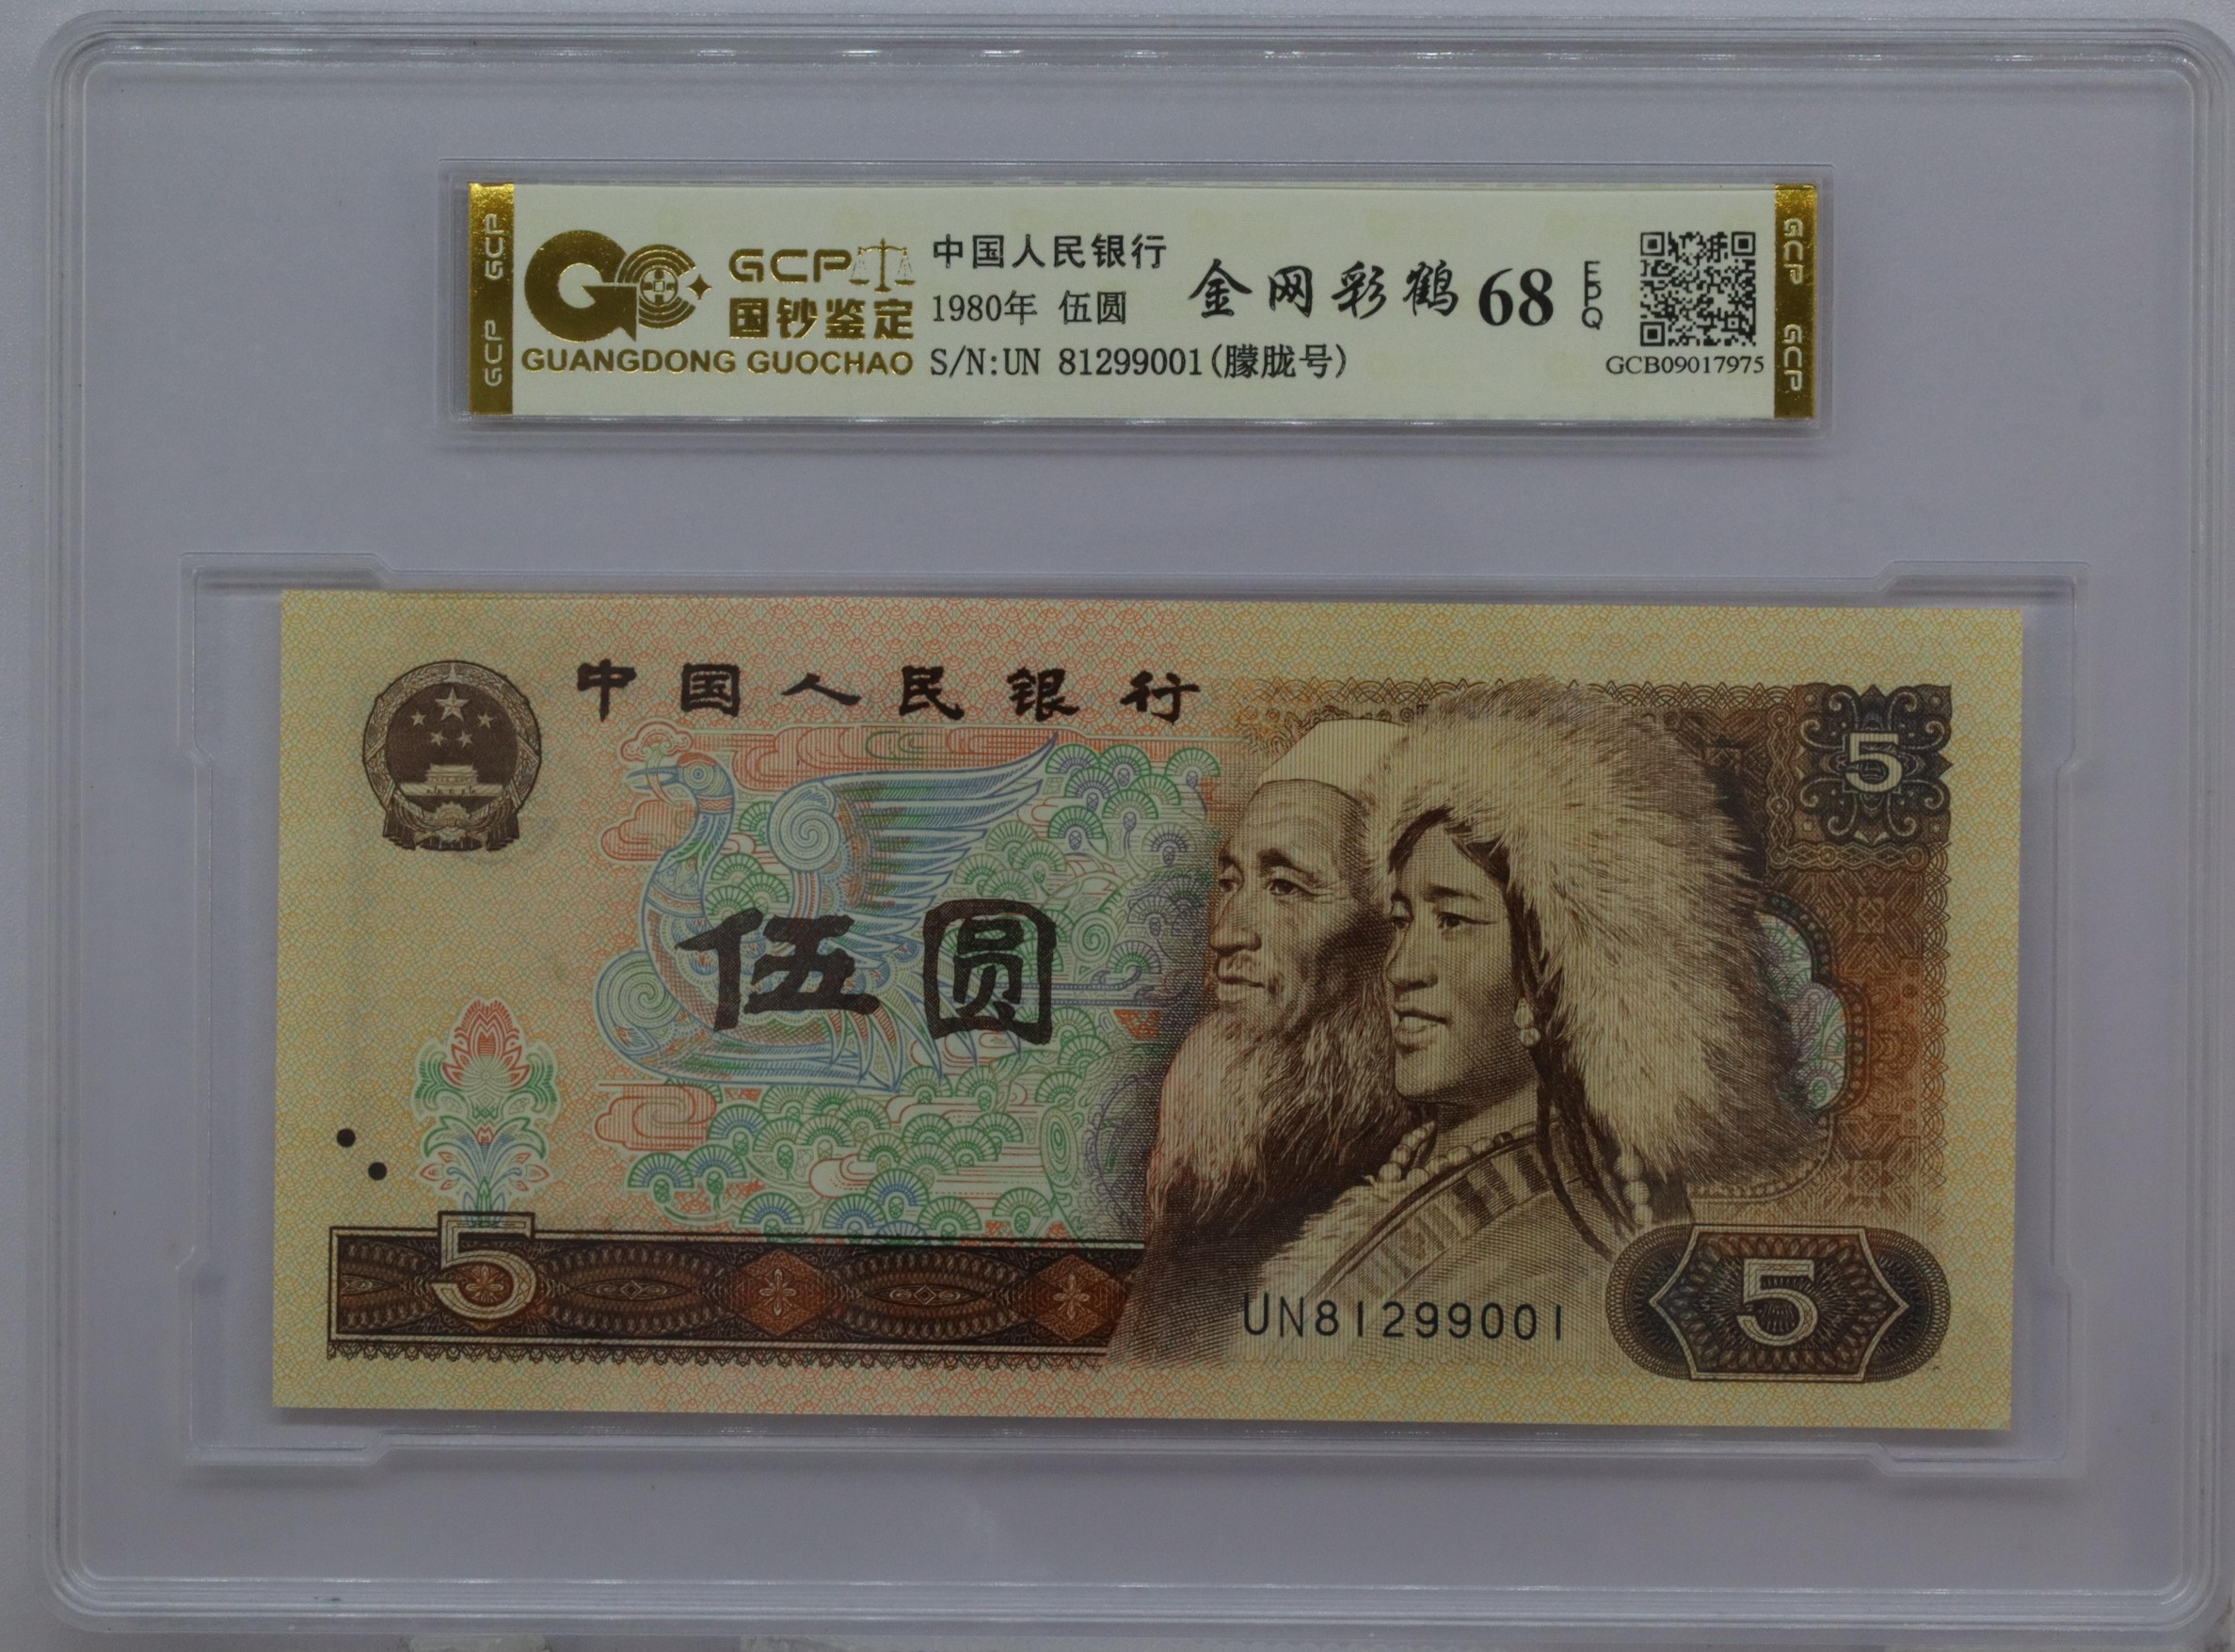 GCP GCP
GCP
国钞鉴定
GUANGDONG GUOCHAO
中国人民银行
1980年 伍圆
S/N:UN 81299001(朦胧号)
金网彩鹤 68
EPQ
GCB09017975
GCP GCP
中国人民银行
5
伍圆
5
UN81299001
5